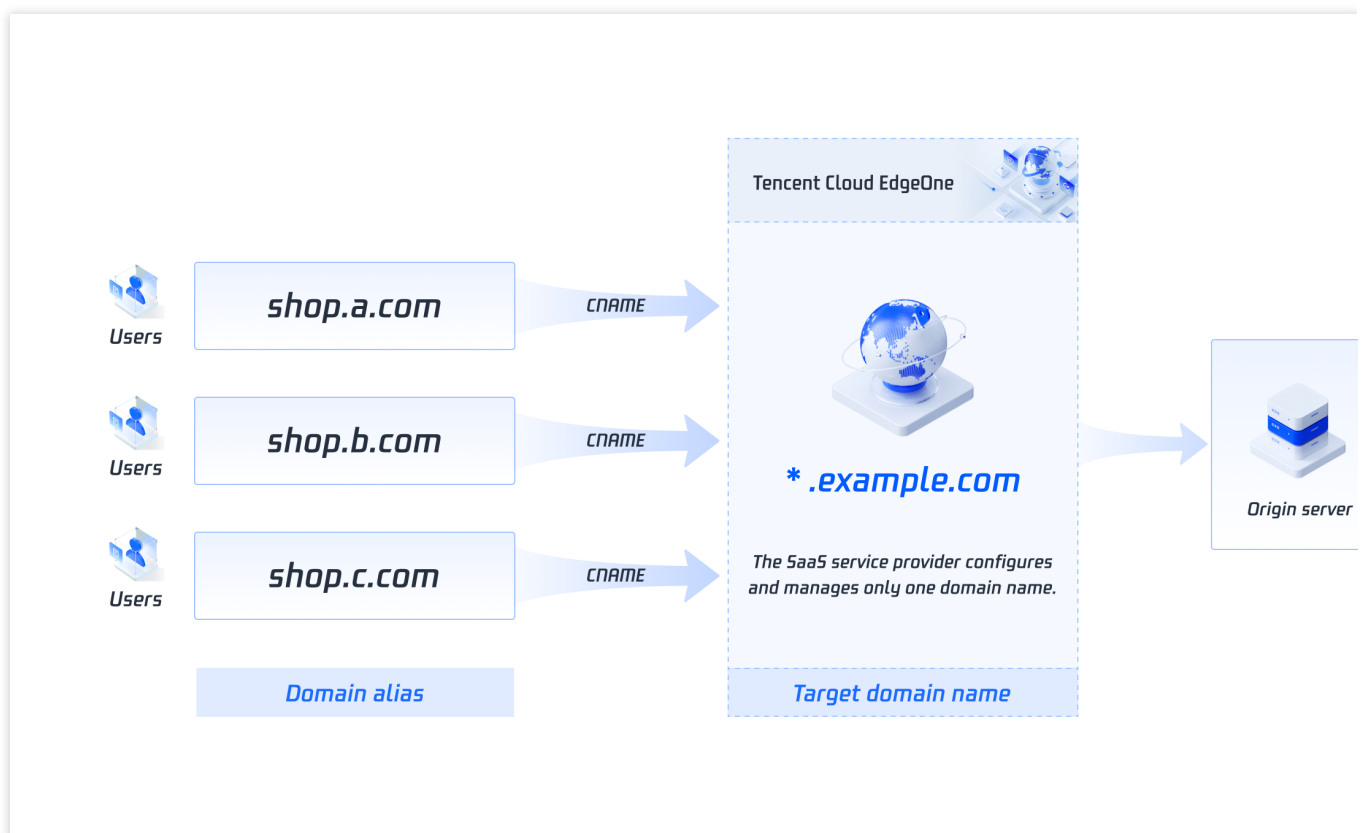 Tencent Cloud EdgeOne
Users
shop.a.com
CNAME
Users
shop.b.com
CNAME
* .example.com
Origin server
Users
shop.c.com
CNAME
The SaaS service provider configures
and manages only one domain name.
Domain alias
Target domain name